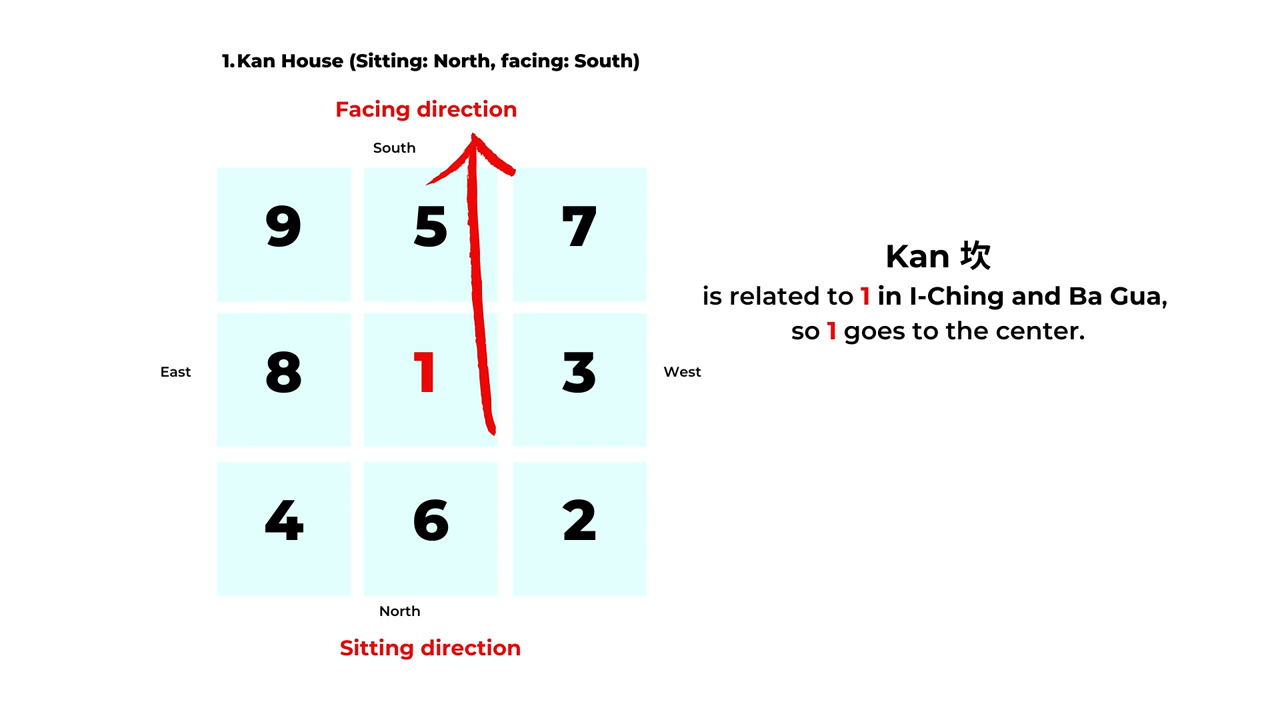 1.Kan House (Sitting: North, facing: South)
Facing direction
South
9 5 7
East 8 1 3 West
4 6 2
North
Sitting direction
Kan 坎
is related to 1 in I-Ching and Ba Gua,
so 1 goes to the center.